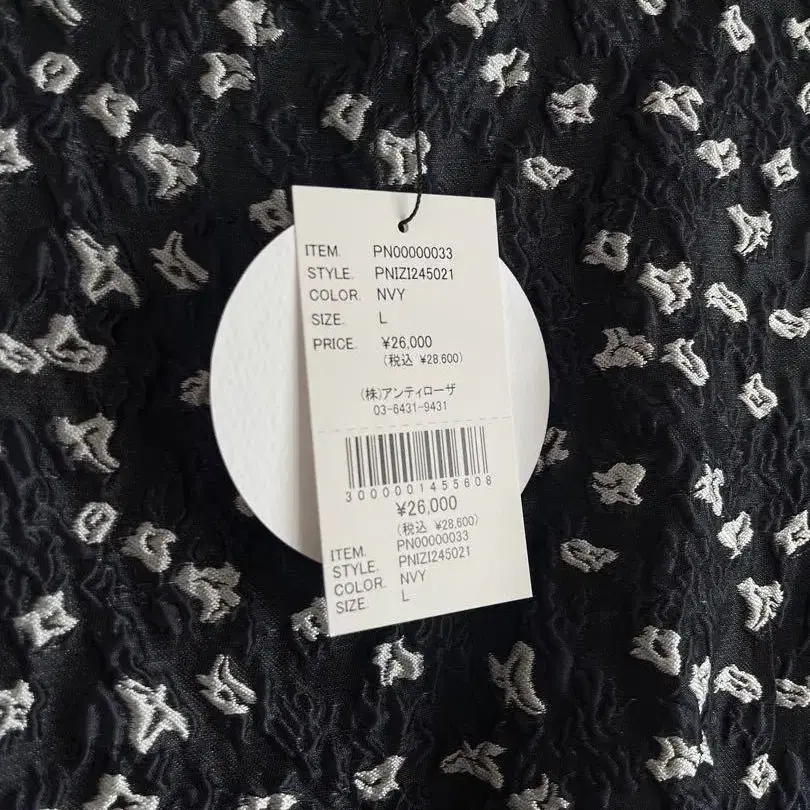 ITEM. PN00000033
STYLE. PNIZI245021
COLOR. NVY
SIZE. L
PRICE. ¥26,000
(税込 ¥28,600)
(株)アンティローザ
03-6431-9431
3000001455608
¥26,000
(税込 ¥28,600)
ITEM. PN00000033
STYLE. PNIZI245021
COLOR. NVY
SIZE. L